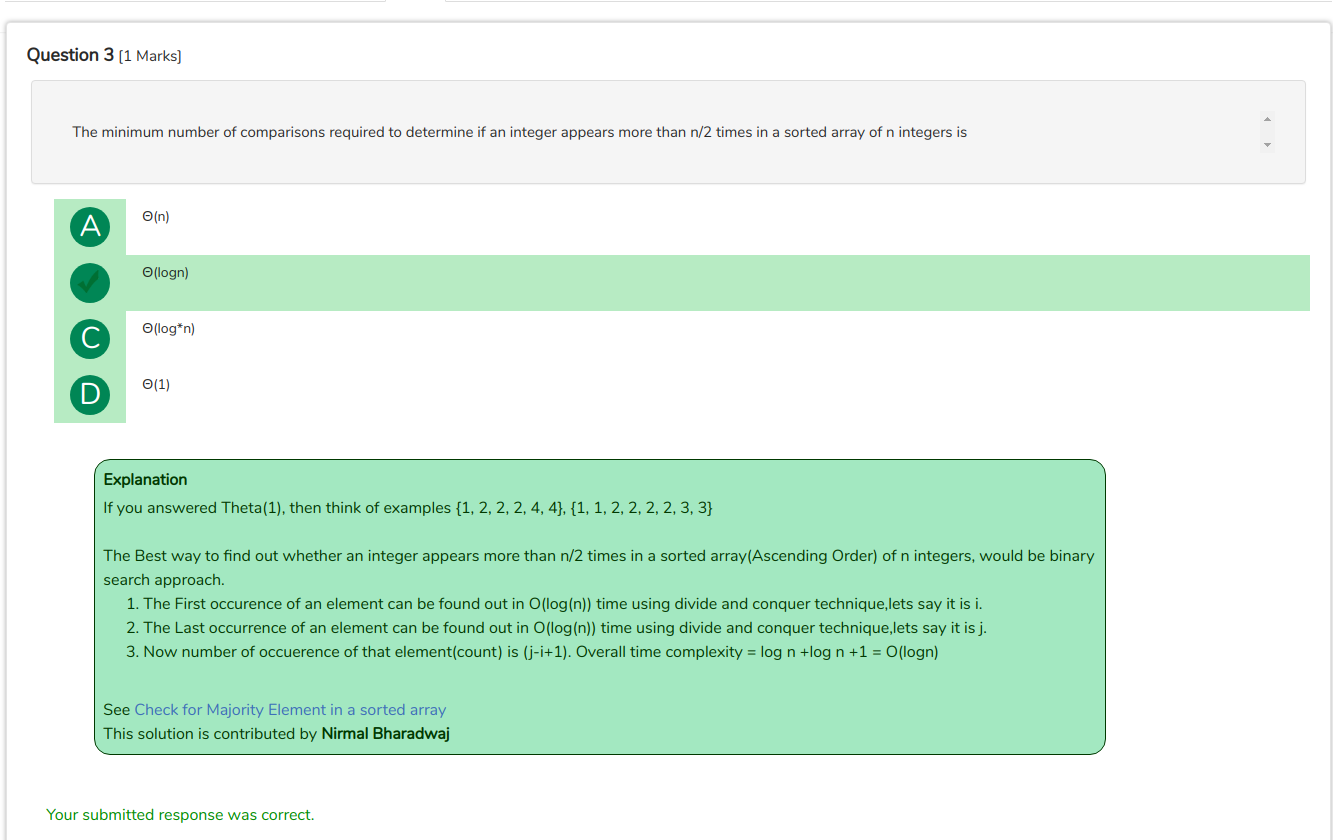 Question 3 [1 Marks]
The minimum number of comparisons required to determine if an integer appears more than n/2 times in a sorted array of n integers is
A Θ(n)
Θ(logn)
C Θ(log*n)
D Θ(1)
Explanation
If you answered Theta(1), then think of examples {1, 2, 2, 2, 4, 4}, {1, 1, 2, 2, 2, 2, 3, 3}
The Best way to find out whether an integer appears more than n/2 times in a sorted array(Ascending Order) of n integers, would be binary
search approach.
1. The First occurence of an element can be found out in O(log(n)) time using divide and conquer technique,lets say it is i.
2. The Last occurrence of an element can be found out in O(log(n)) time using divide and conquer technique,lets say it is j.
3. Now number of occuerence of that element(count) is (j-i+1). Overall time complexity = log n +log n +1 = O(logn)
See Check for Majority Element in a sorted array
This solution is contributed by Nirmal Bharadwaj
Your submitted response was correct.